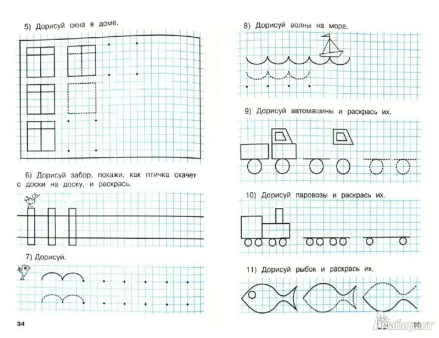 5) Дорисуй окна в доме.
6) Дорисуй забор, покажи, как птичка скачет
с доски на доску, и раскрась.
7) Дорисуй.
34
8) Дорисуй волны на море.
9) Дорисуй автомашины и раскрась их.
10) Дорисуй паровозы и раскрась их.
11) Дорисуй рыбок и раскрась их.
Лабиринт